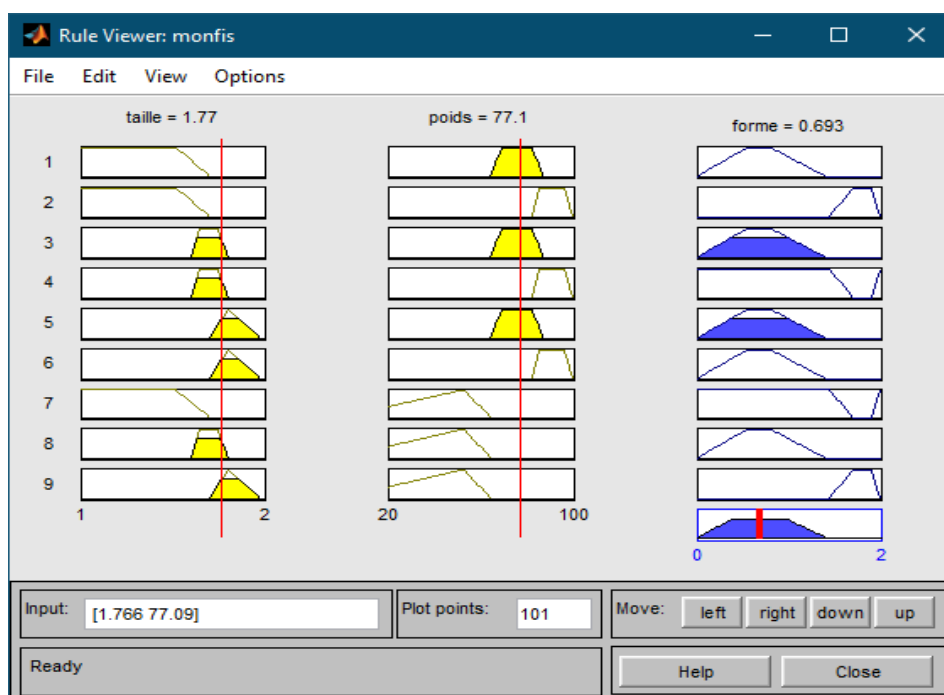 Rule Viewer: monfis
File Edit View Options
taille = 1.77 poids = 77.1 forme = 0.693
1
2
3
4
5
6
7
8
9
1 2 20 100
0 2
Input: [1.766 77.09] Plot points: 101 Move: left right down up
Ready Help Close